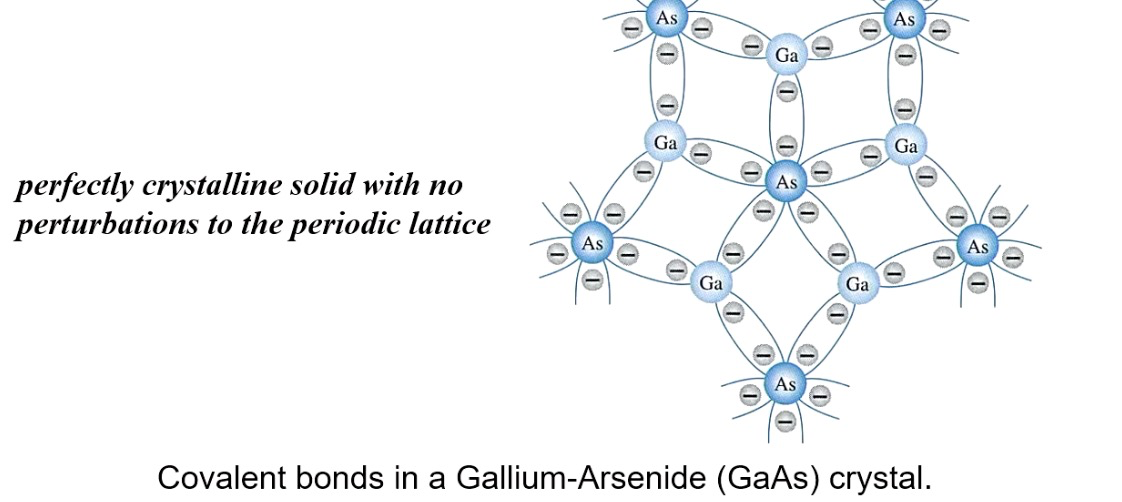 As As
Ga
Ga Ga
As
perfectly crystalline solid with no
perturbations to the periodic lattice
As As
Ga Ga
As
Covalent bonds in a Gallium-Arsenide (GaAs) crystal.